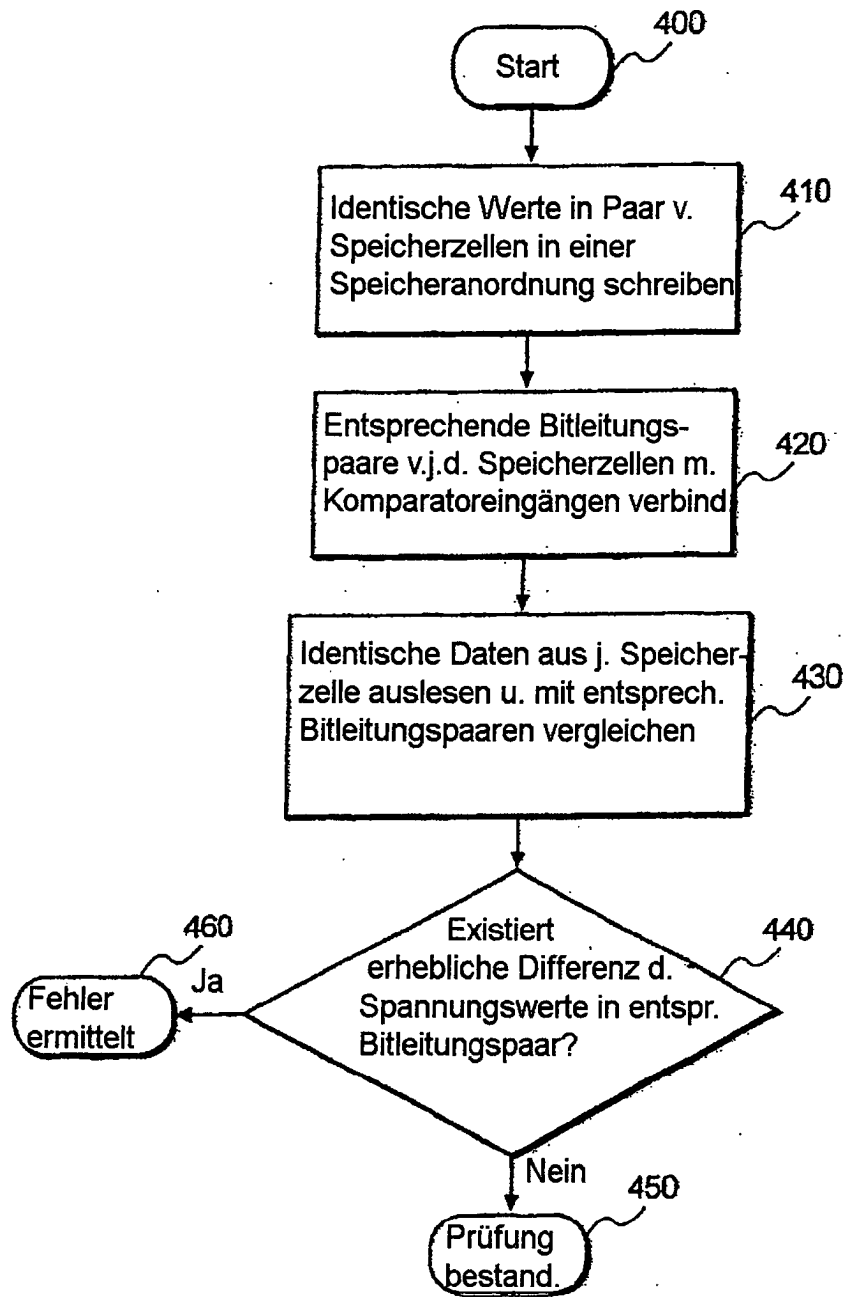 400
Start
410
Identische Werte in Paar v.
Speicherzellen in einer
Speicheranordnung schreiben
420
Entsprechende Bitleitungs-
paare v.j.d. Speicherzellen m.
Komparatoreingängen verbind
430
Identische Daten aus j. Speicher-
zelle auslesen u. mit entsprech.
Bitleitungspaaren vergleichen
440
Existiert
erhebliche Differenz d.
Spannungswerte in entspr.
Bitleitungspaar?
460
Ja
Fehler
ermittelt
Nein
450
Prüfung
bestand.